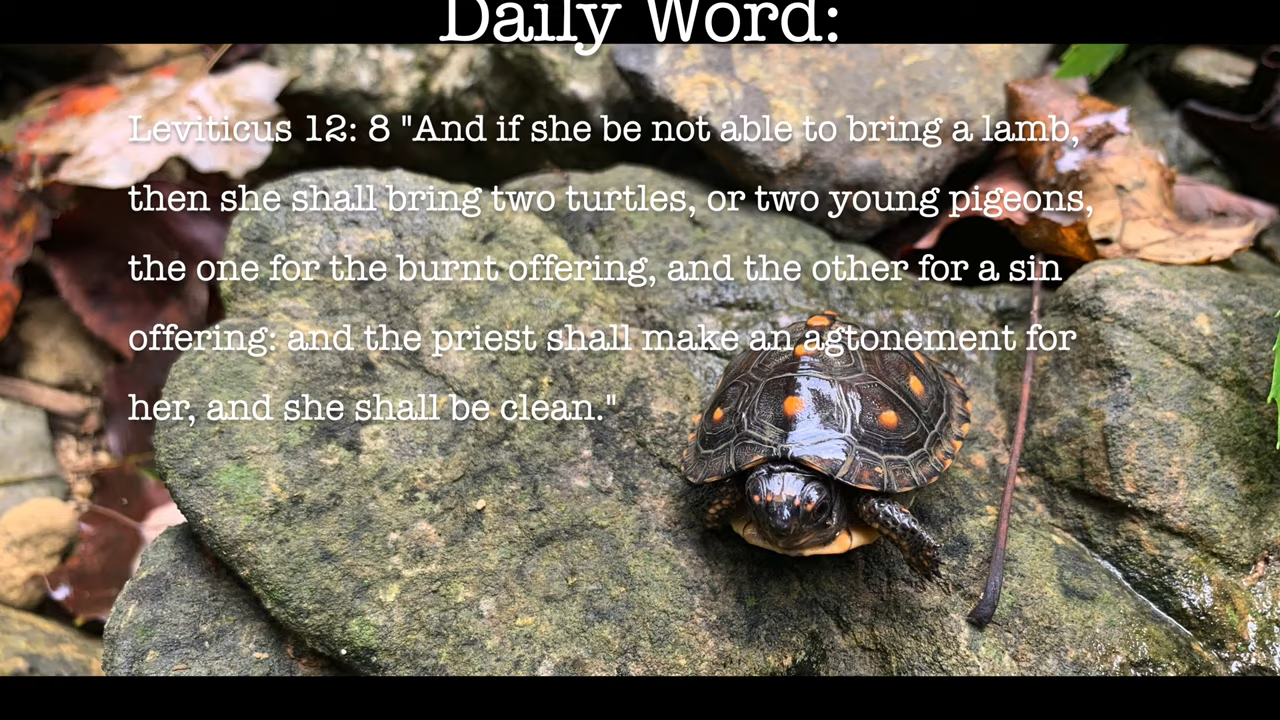 Daily Word:
Leviticus 12: 8 "And if she be not able to bring a lamb,
then she shall bring two turtles, or two young pigeons,
the one for the burnt offering, and the other for a sin
offering: and the priest shall make an agtonement for
her, and she shall be clean."